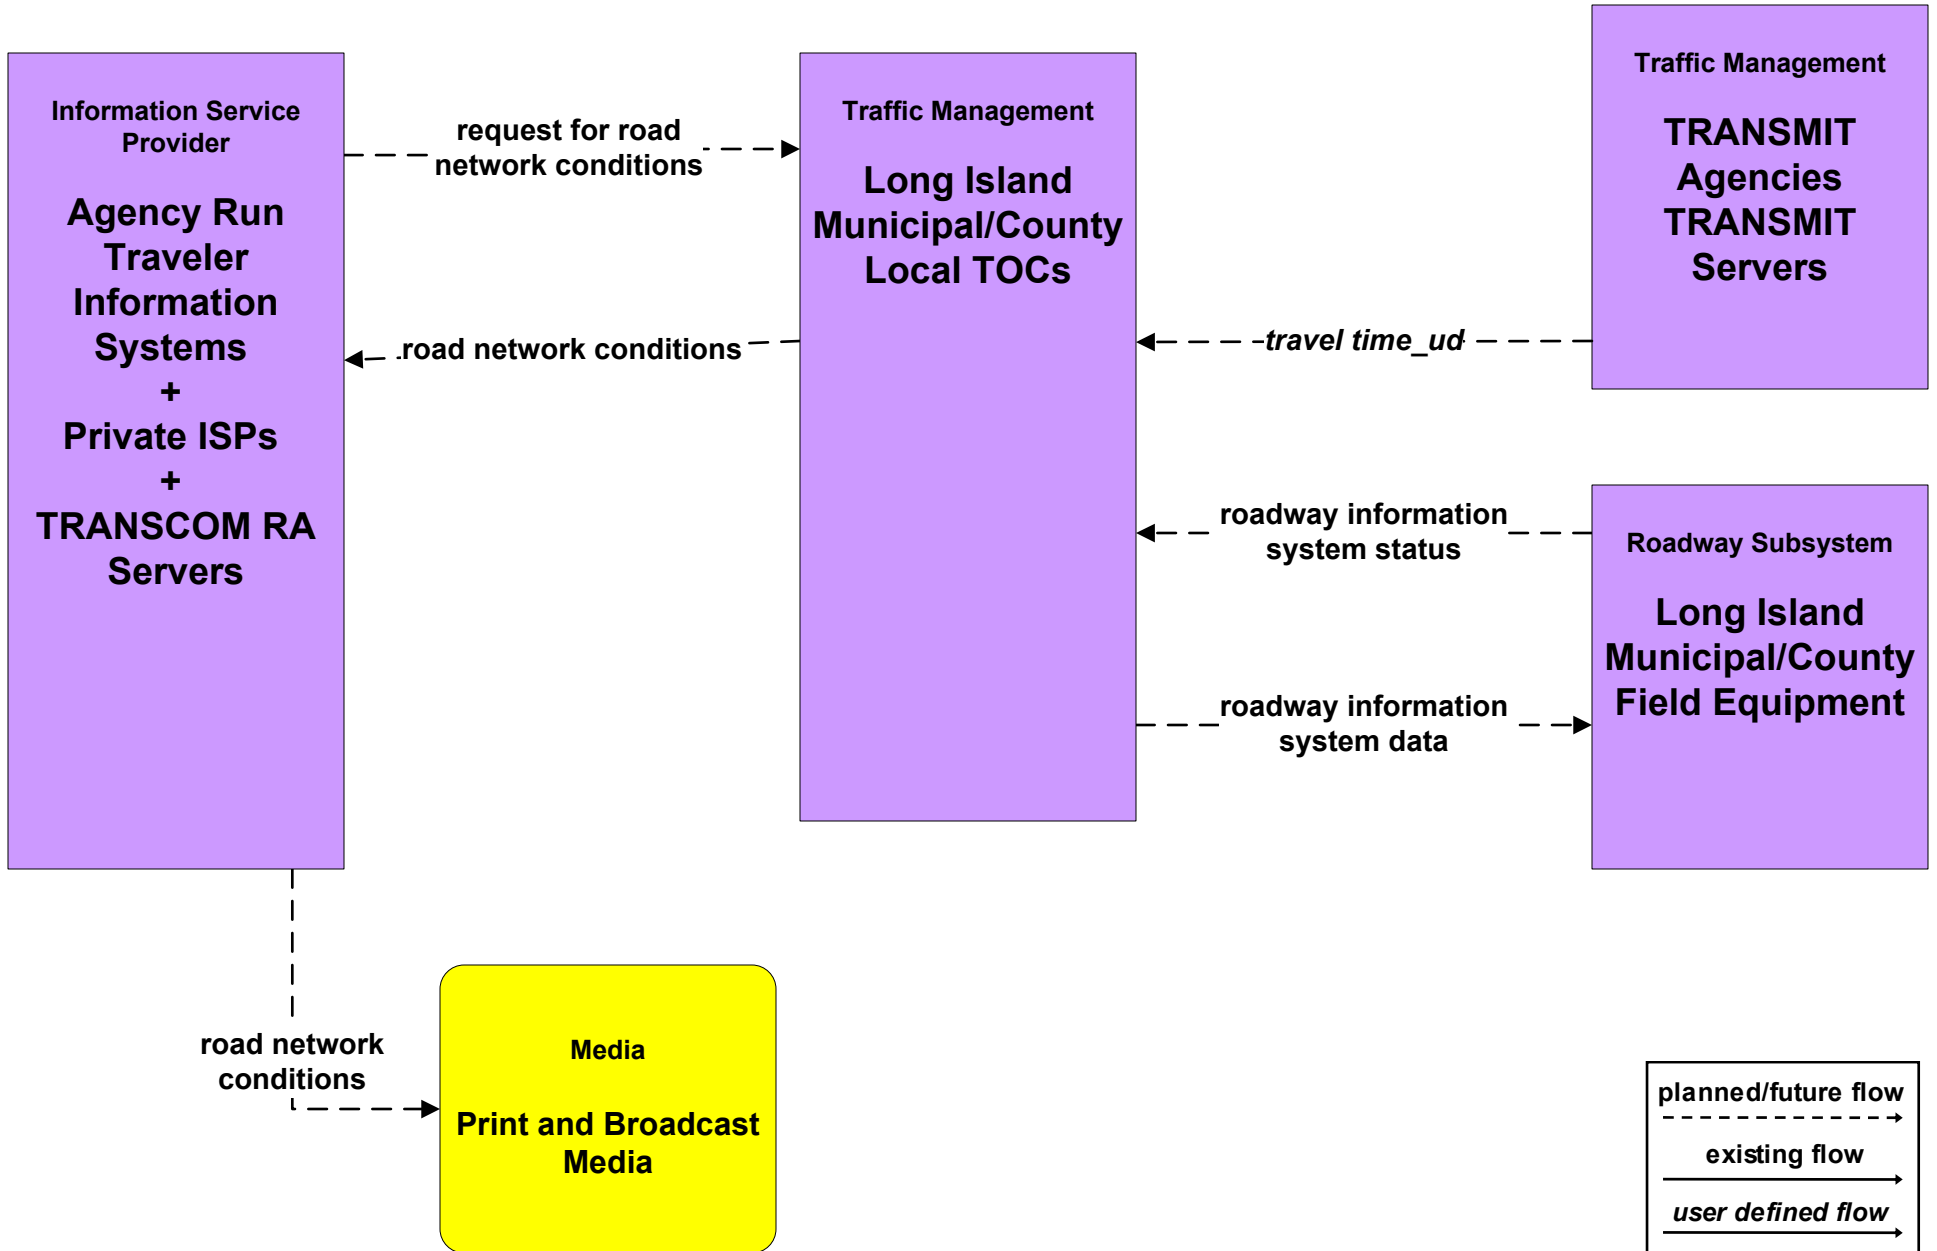 Information Service
Provider
Agency Run
Traveler
Information
Systems
+
Private ISPs
+
TRANSCOM RA
Servers
request for road
network conditions
road network conditions
Traffic Management
Long Island
Municipal/County
Local TOCs
Traffic Management
TRANSMIT
Agencies
TRANSMIT
Servers
travel time_ud
roadway information
system status
roadway information
system data
Roadway Subsystem
Long Island
Municipal/County
Field Equipment
road network
conditions
Media
Print and Broadcast
Media
planned/future flow
existing flow
user defined flow